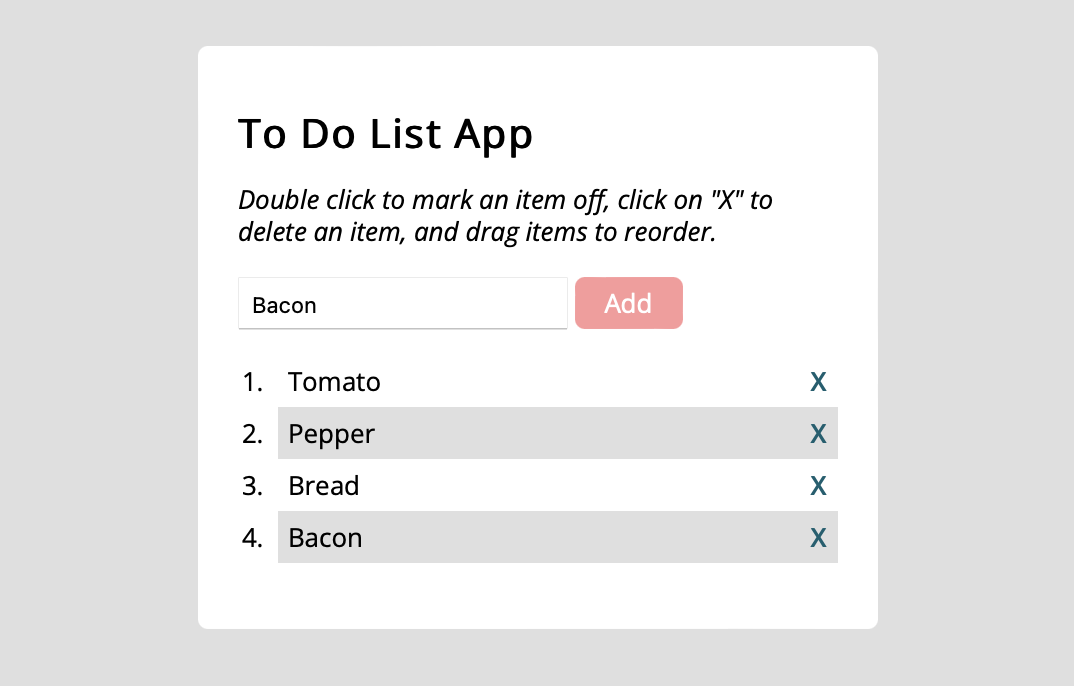 To Do List App
Double click to mark an item off, click on "X" to
delete an item, and drag items to reorder.
Bacon Add
1. Tomato X
2. Pepper X
3. Bread X
4. Bacon X